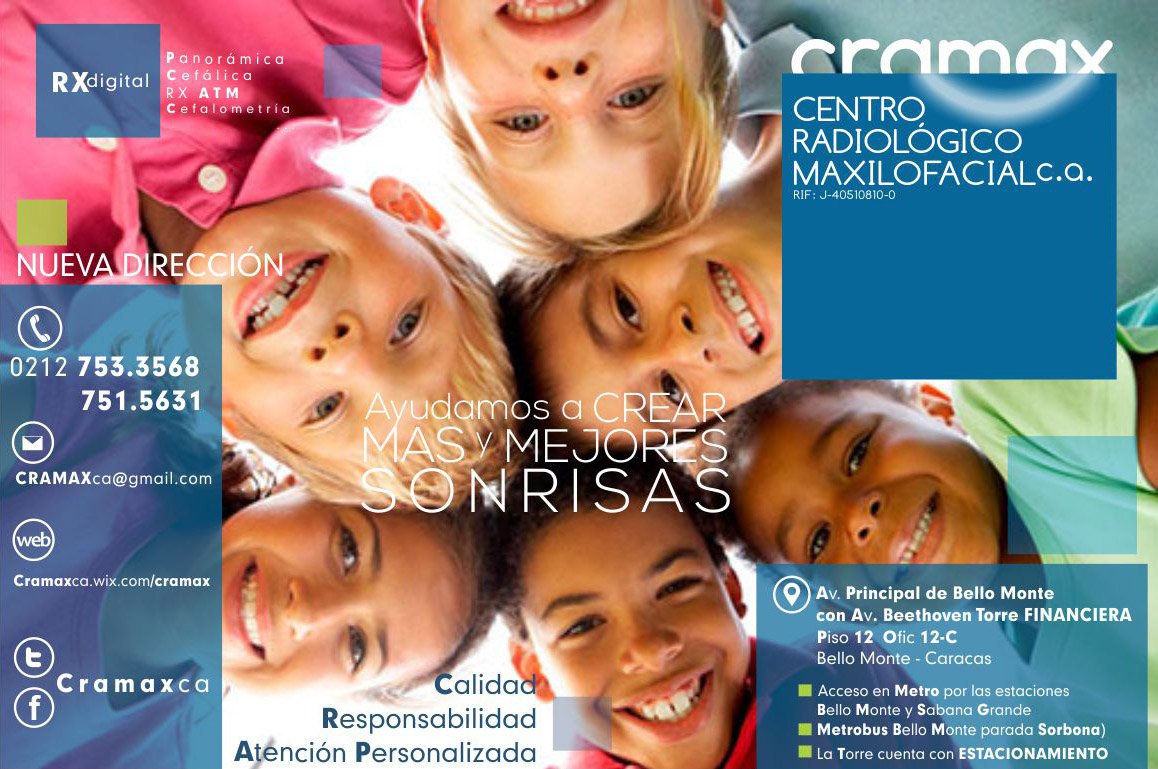 RXdigital
Panorámica
Cefálica
RX ATM
Cefalometría
cramax
CENTRO
RADIOLÓGICO
MAXILOFACIAL c.a.
RIF: J-40510810-0
NUEVA DIRECCIÓN
0212 753.3568
751.5631
CRAMAXca@gmail.com
web
Cramaxca.wix.com/cramax
t
f
Cramaxca
Ayudamos a CREAR
MAS y MEJORES
SONRISAS
Calidad
Responsabilidad
Atención Personalizada
Av. Principal de Bello Monte
con Av. Beethoven Torre FINANCIERA
Piso 12 Ofic 12-C
Bello Monte - Caracas
Acceso en Metro por las estaciones
Bello Monte y Sabana Grande
Metrobus Bello Monte parada Sorbona)
La Torre cuenta con ESTACIONAMIENTO